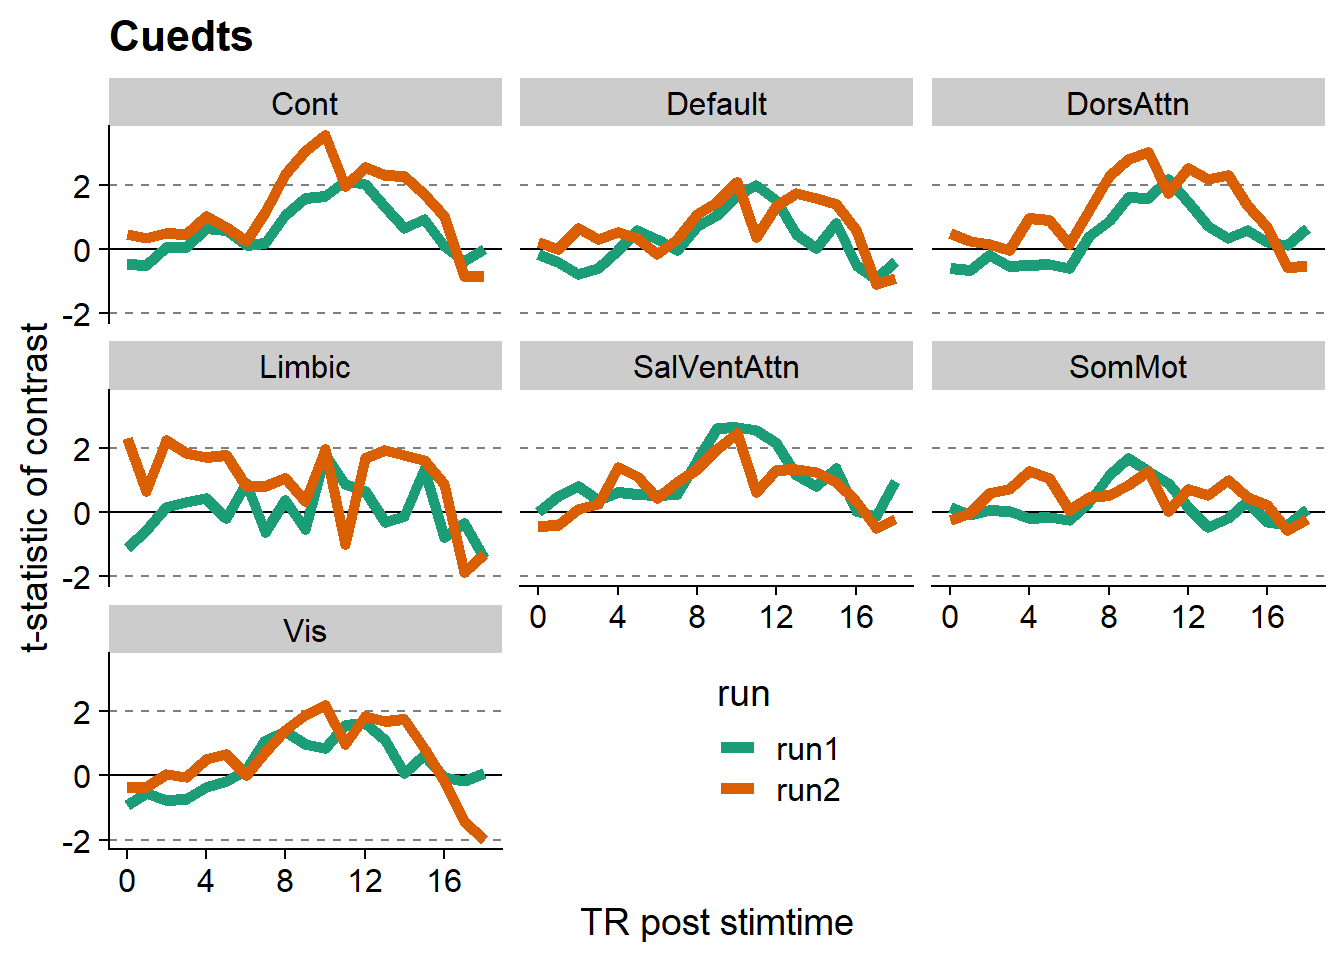 Cuedts
Cont
Default
DorsAttn
2
0
-2
Limbic
SalVentAttn
SomMot
2
0
-2
0 4 8 12 16
0 4 8 12 16
Vis
2
0
-2
0 4 8 12 16
run
run1
run2
t-statistic of contrast
TR post stimtime